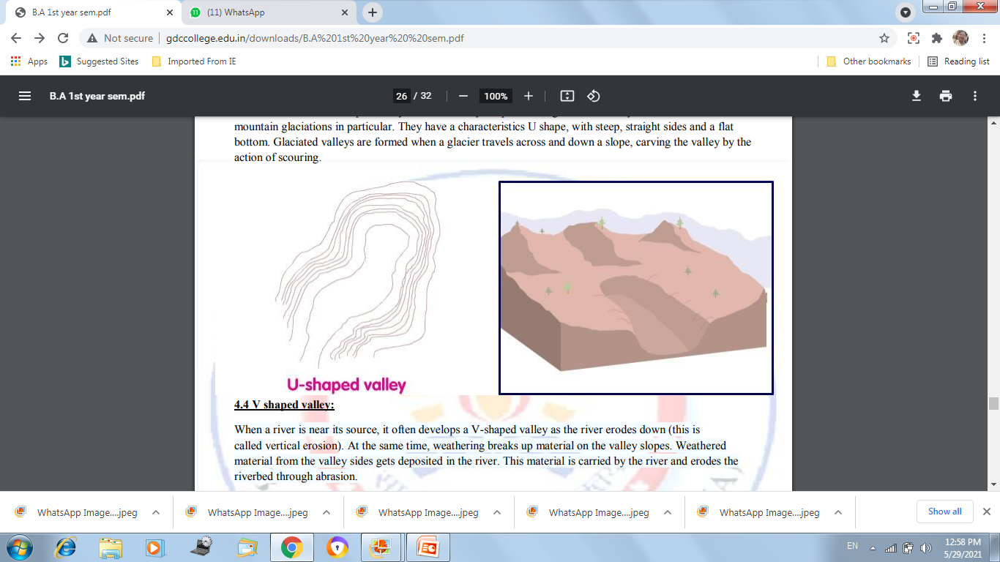 B.A 1st year sem.pdf
(11) WhatsApp
Not secure
gdccollege.edu.in/downloads/B.A%201st%20year%20%20sem.pdf
Apps
Suggested Sites
Imported From IE
Other bookmarks
Reading list
B.A 1st year sem.pdf
26 / 32
100%
mountain glaciations in particular. They have a characteristics U shape, with steep, straight sides and a flat
bottom. Glaciated valleys are formed when a glacier travels across and down a slope, carving the valley by the
action of scouring.
U-shaped valley
4.4 V shaped valley:
When a river is near its source, it often develops a V-shaped valley as the river erodes down (this is
called vertical erosion). At the same time, weathering breaks up material on the valley slopes. Weathered
material from the valley sides gets deposited in the river. This material is carried by the river and erodes the
riverbed through abrasion.
WhatsApp Image....jpeg
WhatsApp Image....jpeg
WhatsApp Image....jpeg
WhatsApp Image....jpeg
WhatsApp Image....jpeg
Show all
EN
12:58 PM
5/29/2021